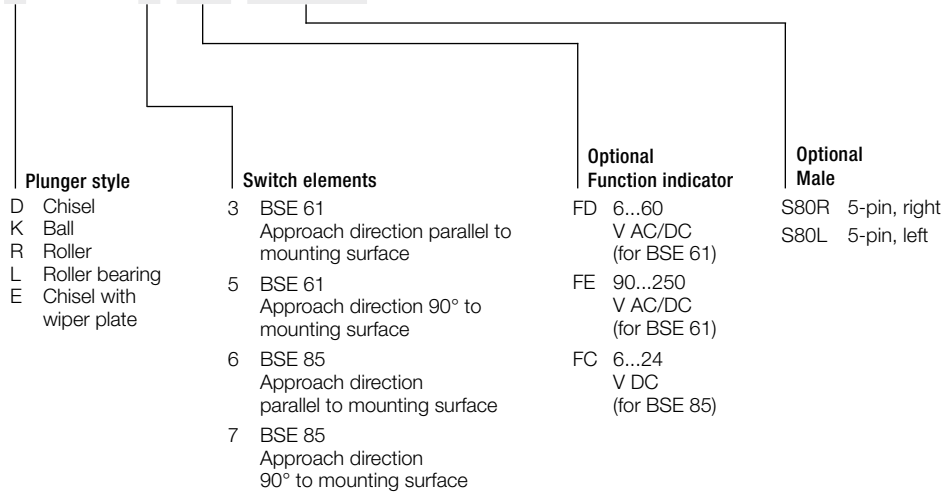 Plunger style
D Chisel
K Ball
R Roller
L Roller bearing
E Chisel with
wiper plate
Switch elements
3 BSE 61
Approach direction parallel to
mounting surface
5 BSE 61
Approach direction 90° to
mounting surface
6 BSE 85
Approach direction
parallel to mounting surface
7 BSE 85
Approach direction
90° to mounting surface
Optional
Function indicator
FD 6...60
V AC/DC
(for BSE 61)
FE 90...250
V AC/DC
(for BSE 61)
FC 6...24
V DC
(for BSE 85)
Optional
Male
S80R 5-pin, right
S80L 5-pin, left